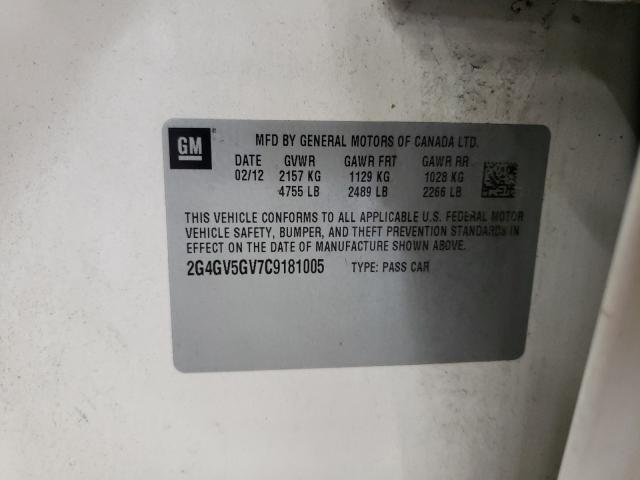 GM
MFD BY GENERAL MOTORS OF CANADA LTD.
DATE GVWR GAWR FRT GAWR RR
02/12 2157 KG 1129 KG 1028 KG
4755 LB 2489 LB 2266 LB
THIS VEHICLE CONFORMS TO ALL APPLICABLE U.S. FEDERAL MOTOR
VEHICLE SAFETY, BUMPER, AND THEFT PREVENTION STANDARDS IN
EFFECT ON THE DATE OF MANUFACTURE SHOWN ABOVE.
2G4GV5GV7C9181005 TYPE: PASS CAR